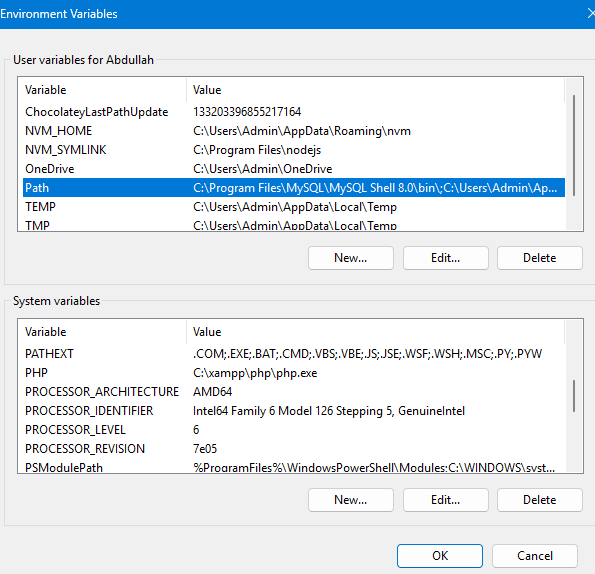 Environment Variables
User variables for Abdullah
Variable Value
ChocolateyLastPathUpdate 133203396855217164
NVM_HOME C:\Users\Admin\AppData\Roaming\nvm
NVM_SYMLINK C:\Program Files\nodejs
OneDrive C:\Users\Admin\OneDrive
Path C:\Program Files\MySQL\MySQL Shell 8.0\bin\;C:\Users\Admin\Ap...
TEMP C:\Users\Admin\AppData\Local\Temp
TMP C:\Users\Admin\AppData\Local\Temp
New... Edit... Delete
System variables
Variable Value
PATHEXT .COM;.EXE;.BAT;.CMD;.VBS;.VBE;.JS;.JSE;.WSF;.WSH;.MSC;.PY;.PYW
PHP C:\xampp\php\php.exe
PROCESSOR_ARCHITECTURE AMD64
PROCESSOR_IDENTIFIER Intel64 Family 6 Model 126 Stepping 5, GenuineIntel
PROCESSOR_LEVEL 6
PROCESSOR_REVISION 7e05
PSModulePath %ProgramFiles%\WindowsPowerShell\Modules;C:\WINDOWS\syst...
New... Edit... Delete
OK Cancel